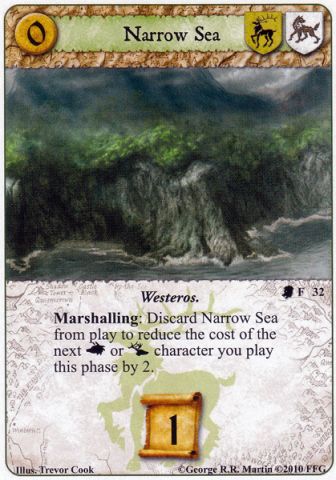 0 Narrow Sea
Westeros.
F 32
Marshalling: Discard Narrow Sea
from play to reduce the cost of the
next or character you play
this phase by 2.
1
Illus. Trevor Cook ©George R.R. Martin ©2010 FFG